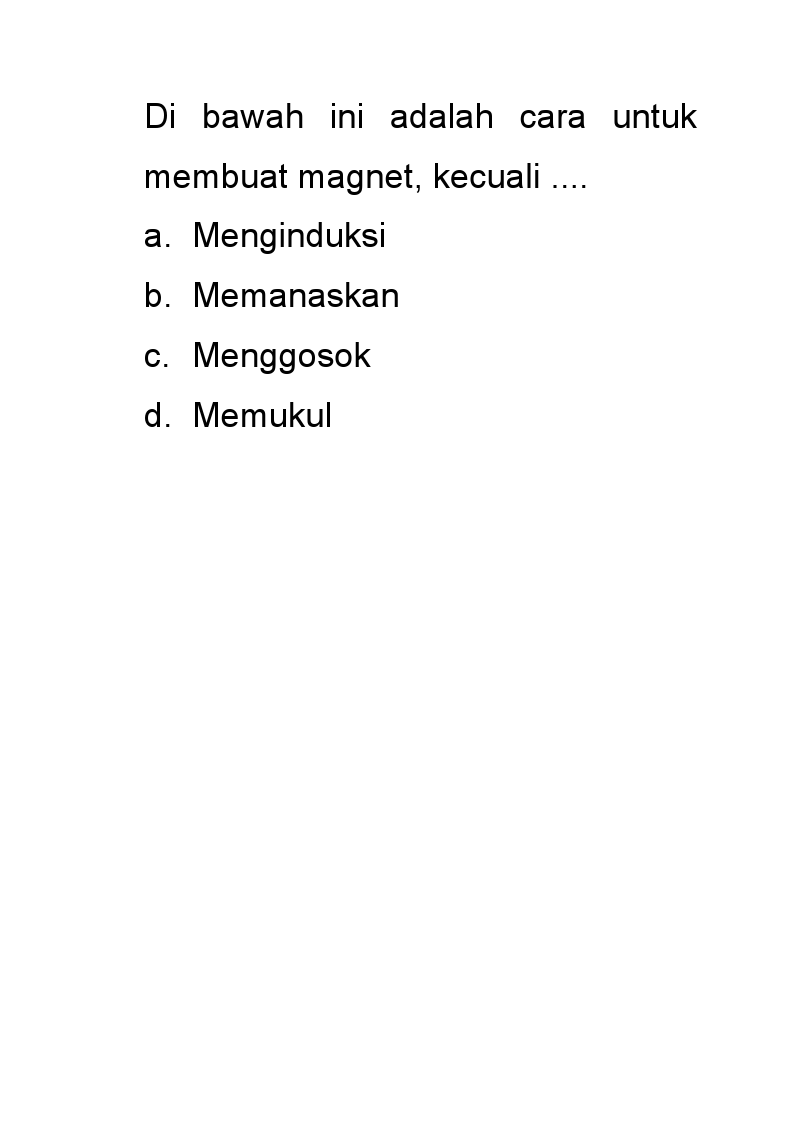 Di bawah ini adalah cara untuk
membuat magnet, kecuali ....
a. Menginduksi
b. Memanaskan
c. Menggosok
d. Memukul